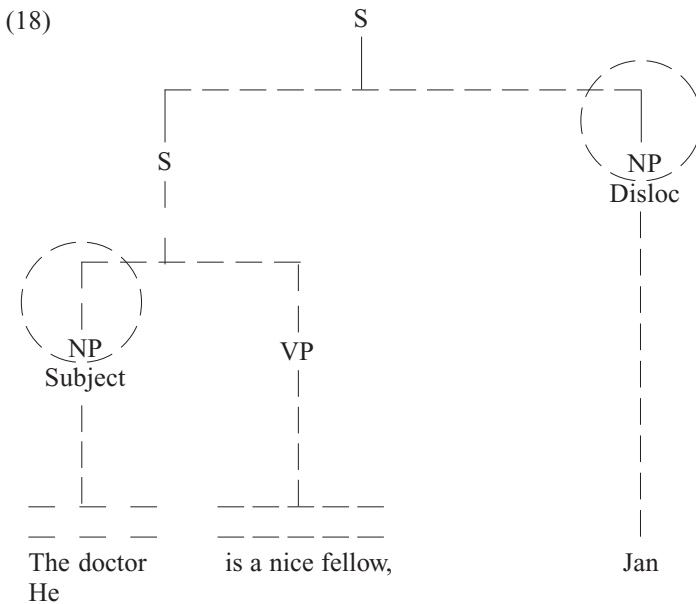 (18)
S
S
NP
Disloc
NP
Subject
VP
The doctor is a nice fellow, Jan
He